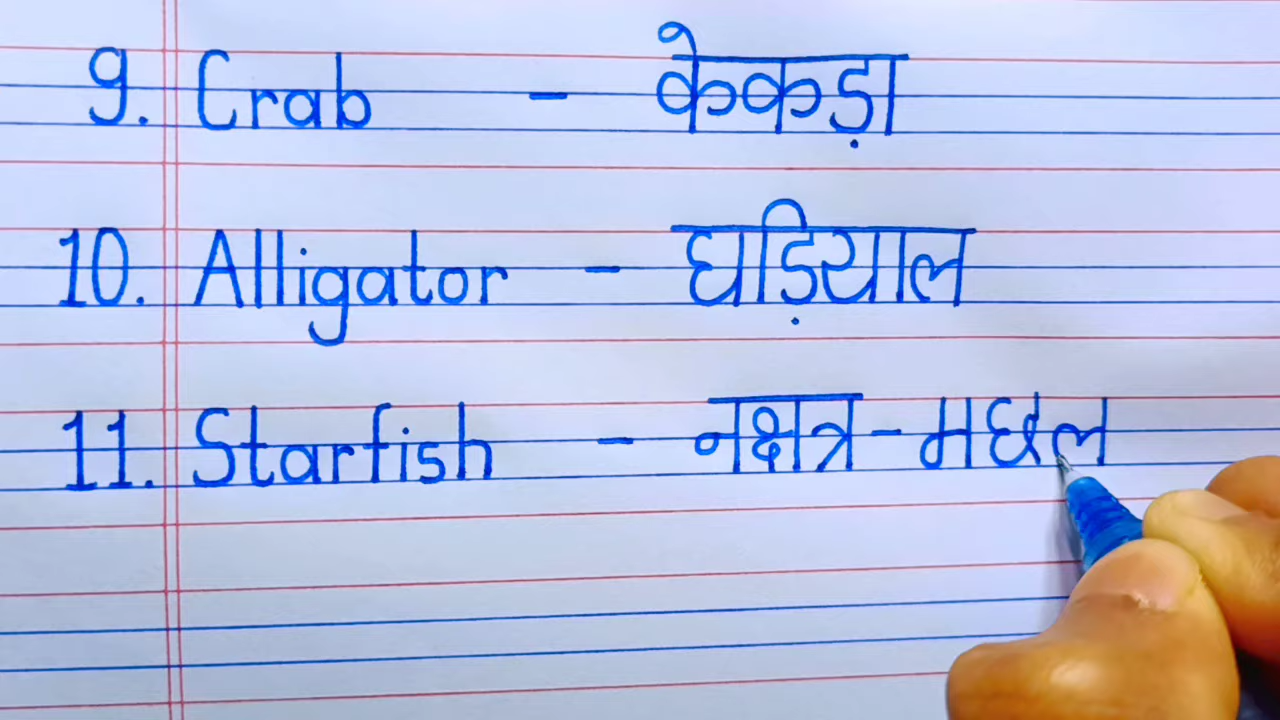 9. Crab - केकड़ा
10. Alligator - घड़ियाल
11. Starfish - नक्षत्र-मछल